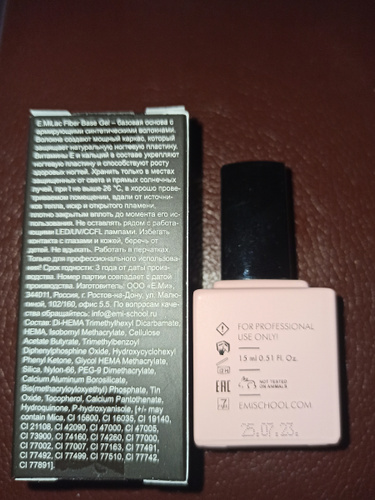 E.MiLac Fiber Base Gel – базовая основа с
армирующими синтетическими волокнами.
Волокна создают мощный каркас, который
защищает натуральную ногтевую пластину.
Витамины Е и кальций в составе укрепляют
ногтевую пластину и способствуют росту
здоровых ногтей. Хранить только в местах
защищенных от света и прямых солнечных
лучей, при t не выше 26 °С, в хорошо прове-
триваемом помещении, вдали от источни-
ков тепла, искр и открытого пламени,
плотно закрытым вплоть до момента его ис-
пользования. Не оставлять рядом с работа-
ющими LED/UV/CCFL лампами. Избегать
контакта с глазами и кожей, беречь от
детей. Не вдыхать. Работать в перчатках.
Только для профессионального использова-
ния! Срок годности: 3 года от даты произ-
водства. Номер партии совпадает с датой
производства. Изготовитель: ООО «Е.Ми»,
344011, Россия, г. Ростов-на-Дону, ул. Малю-
гиной, 102/160, офис 5.5. По вопросам каче-
ства обращайтесь: info@emi-school.ru
Состав: Di-HEMA Trimethylhexyl Dicarbamate,
HEMA, Isobornyl Methacrylate, Cellulose
Acetate Butyrate, Trimethylbenzoyl
Diphenylphosphine Oxide, Hydroxycyclohexyl
Phenyl Ketone, Glycol HEMA Methacrylate,
Silica, Nylon-66, PEG-9 Dimethacrylate,
Calcium Aluminum Borosilicate,
Bis(methacryloyloxyethyl) Phosphate, Tin
Oxide, Tocopherol, Calcium Pantothenate,
Hydroquinone, P-hydroxyanisole, [+/- may
contain Mica, CI 15800, CI 16035, CI 19140,
CI 21108, CI 42090, CI 47000, CI 47005,
CI 73900, CI 74160, CI 74260, CI 77000,
CI 77002, CI 77007, CI 77163, CI 77491,
CI 77492, CI 77499, CI 77510, CI 77742,
CI 77891].
FOR PROFESSIONAL
USE ONLY!
15 ml 0.51 Fl. Oz.
EAC
NOT TESTED
ON ANIMALS
EMISCHOOL.COM
25.07.23